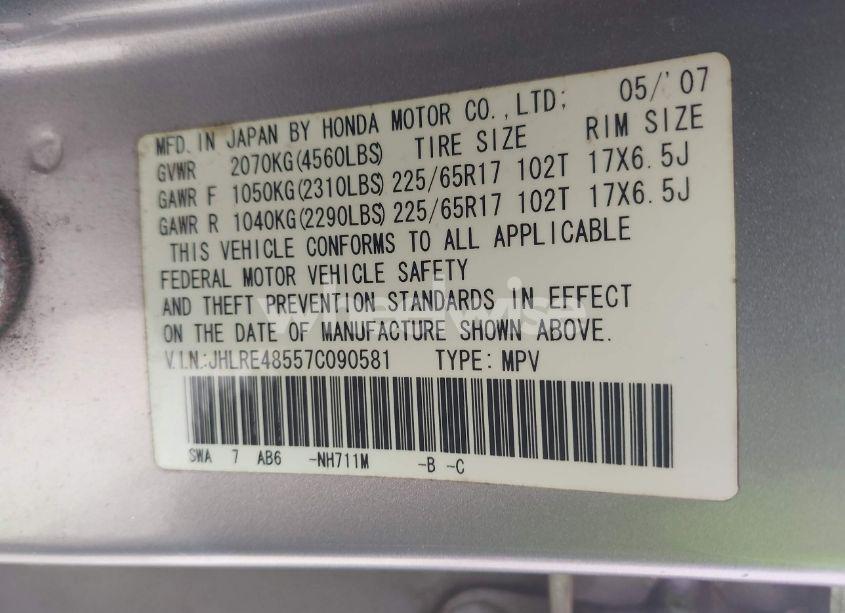 MFD. IN JAPAN BY HONDA MOTOR CO., LTD; 05/'07
GVWR 2070KG(4560LBS) TIRE SIZE RIM SIZE
GAWR F 1050KG(2310LBS) 225/65R17 102T 17X6.5J
GAWR R 1040KG(2290LBS) 225/65R17 102T 17X6.5J
THIS VEHICLE CONFORMS TO ALL APPLICABLE
FEDERAL MOTOR VEHICLE SAFETY
AND THEFT PREVENTION STANDARDS IN EFFECT
ON THE DATE OF MANUFACTURE SHOWN ABOVE.
V.I.N.:JHLRE48557C090581 TYPE: MPV
SWA 7 AB6 -NH711M -B -C